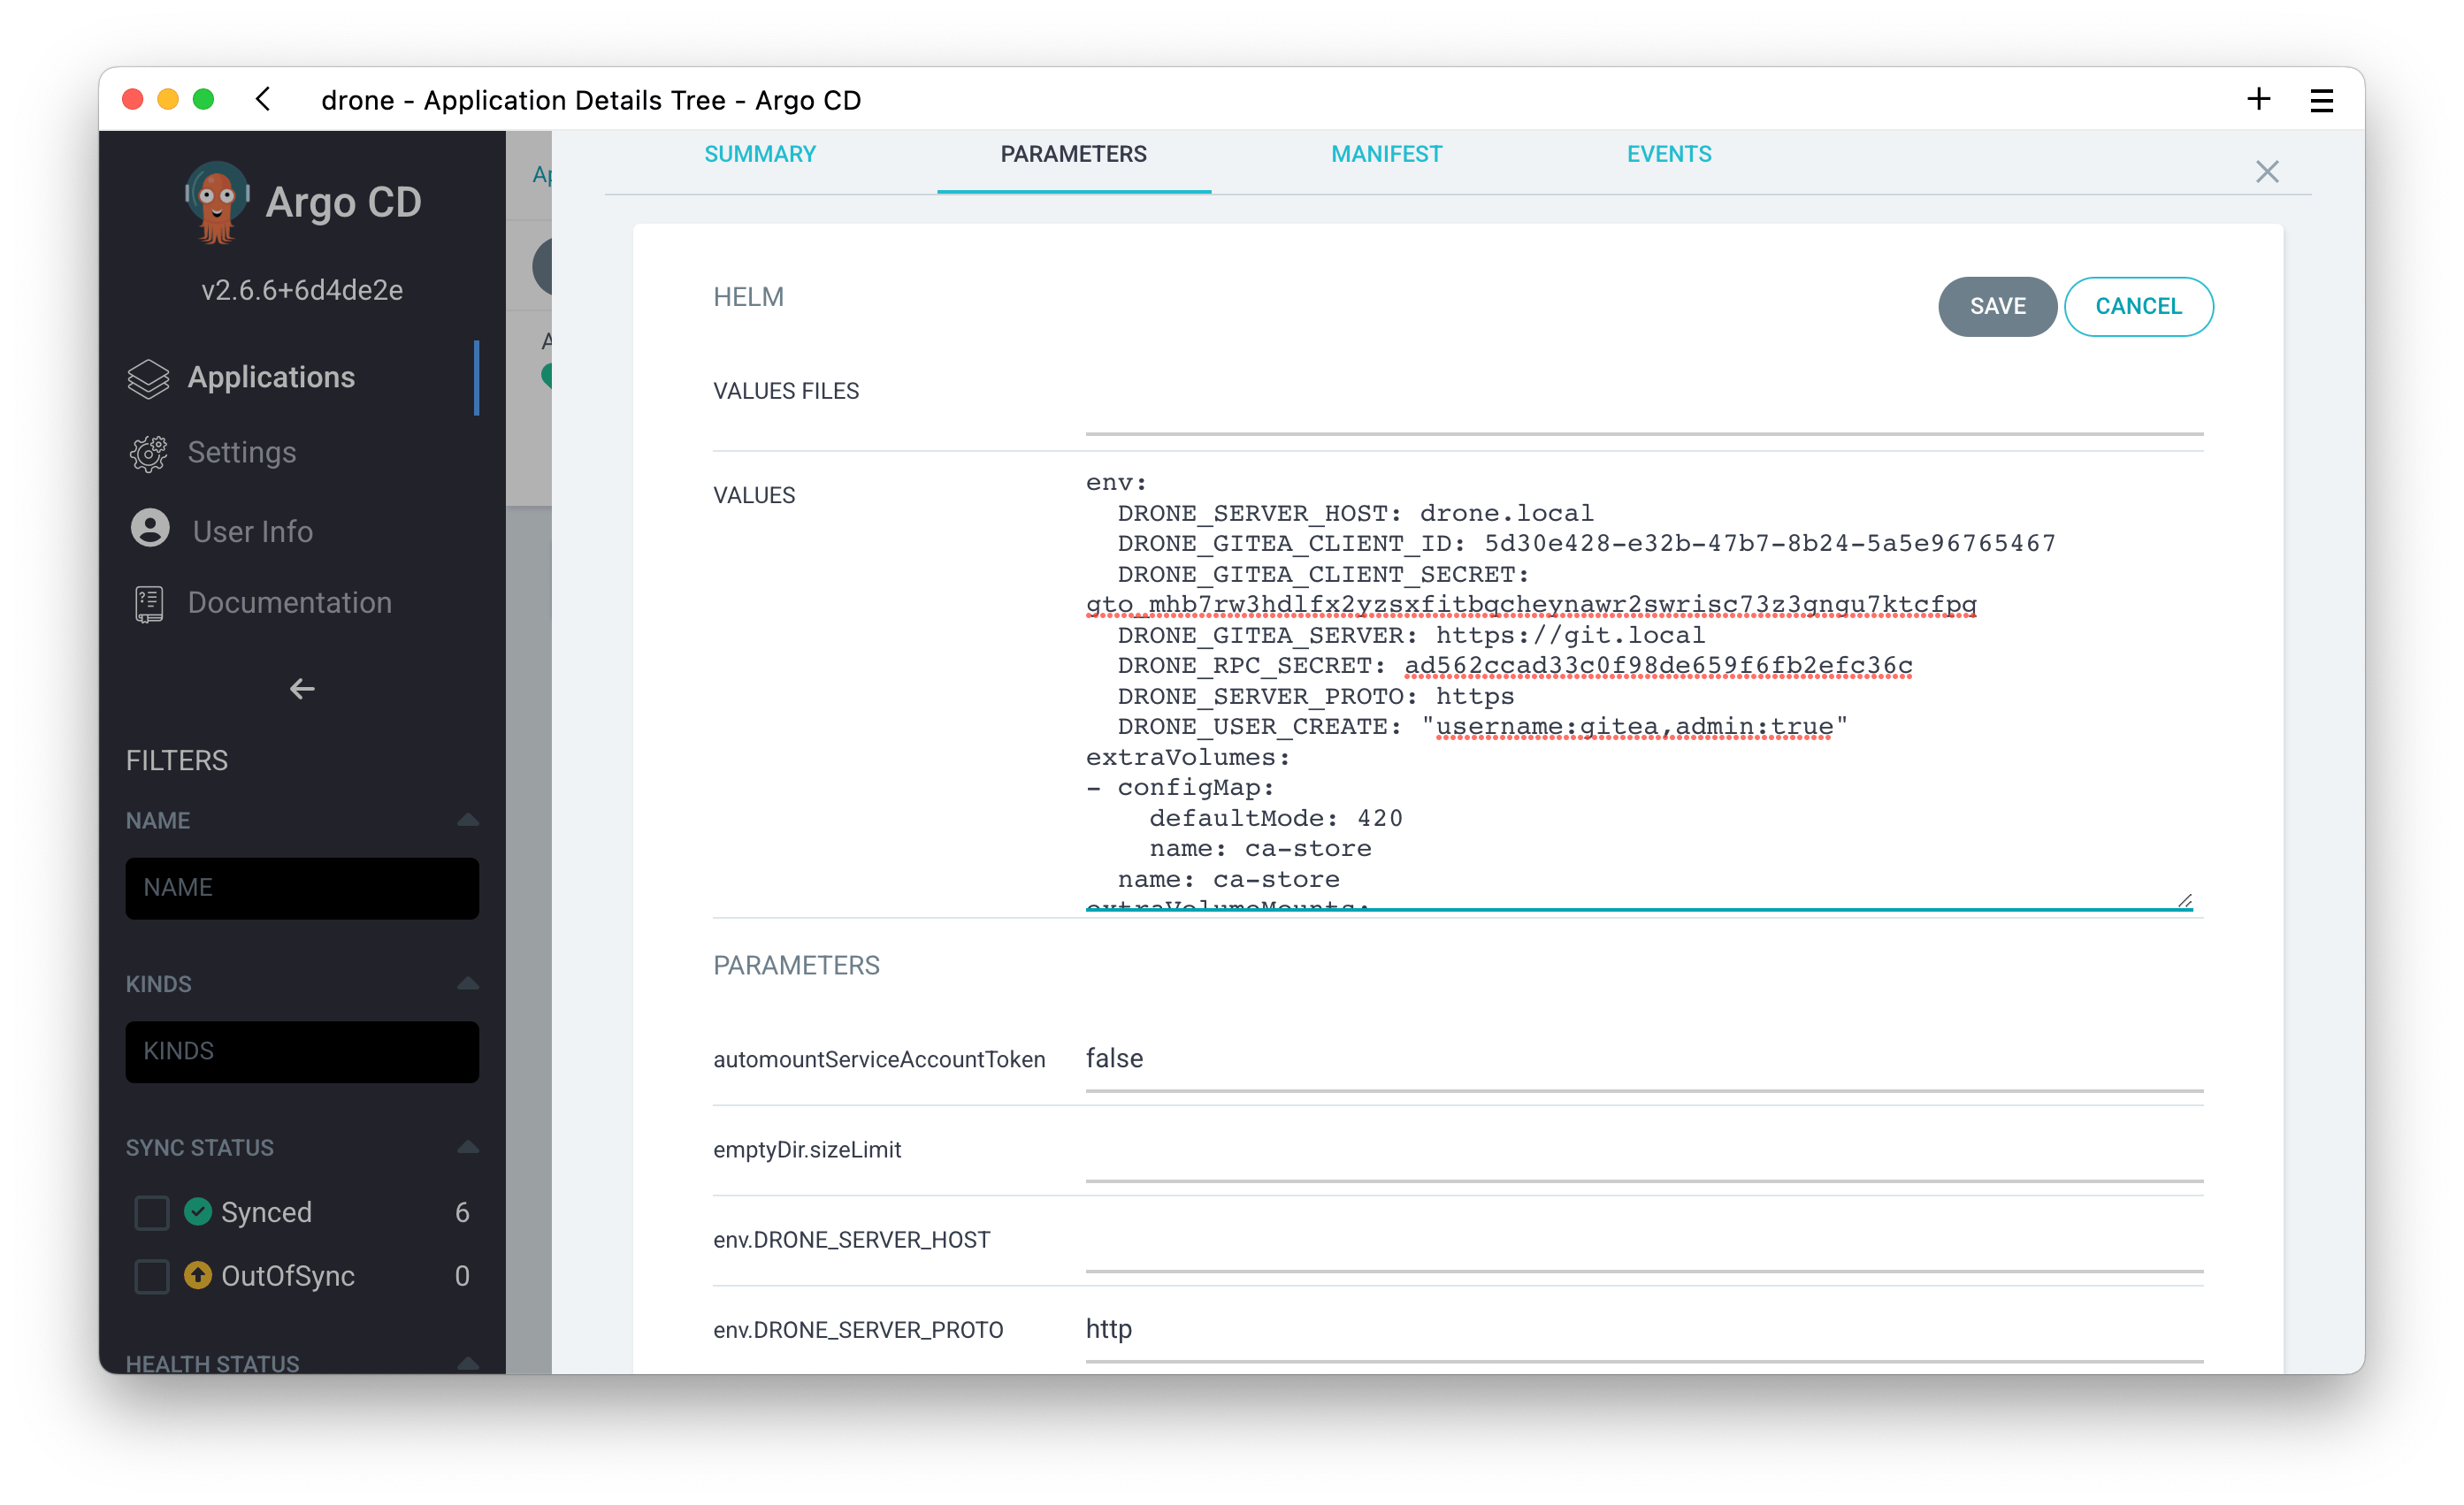 drone - Application Details Tree - Argo CD
Argo CD
v2.6.6+6d4de2e
Applications
Settings
User Info
Documentation
FILTERS
NAME
NAME
KINDS
KINDS
SYNC STATUS
Synced 6
OutOfSync 0
HEALTH STATUS
SUMMARY PARAMETERS MANIFEST EVENTS
HELM
SAVE CANCEL
VALUES FILES
VALUES
env:
  DRONE_SERVER_HOST: drone.local
  DRONE_GITEA_CLIENT_ID: 5d30e428-e32b-47b7-8b24-5a5e96765467
  DRONE_GITEA_CLIENT_SECRET:
gto_mhb7rw3hdlfx2yzsxfitbqcheynawr2swrisc73z3gngu7ktcfpq
  DRONE_GITEA_SERVER: https://git.local
  DRONE_RPC_SECRET: ad562ccad33c0f98de659f6fb2efc36c
  DRONE_SERVER_PROTO: https
  DRONE_USER_CREATE: "username:gitea,admin:true"
extraVolumes:
- configMap:
    defaultMode: 420
    name: ca-store
  name: ca-store
extraVolumeMounts:
PARAMETERS
automountServiceAccountToken false
emptyDir.sizeLimit
env.DRONE_SERVER_HOST
env.DRONE_SERVER_PROTO http